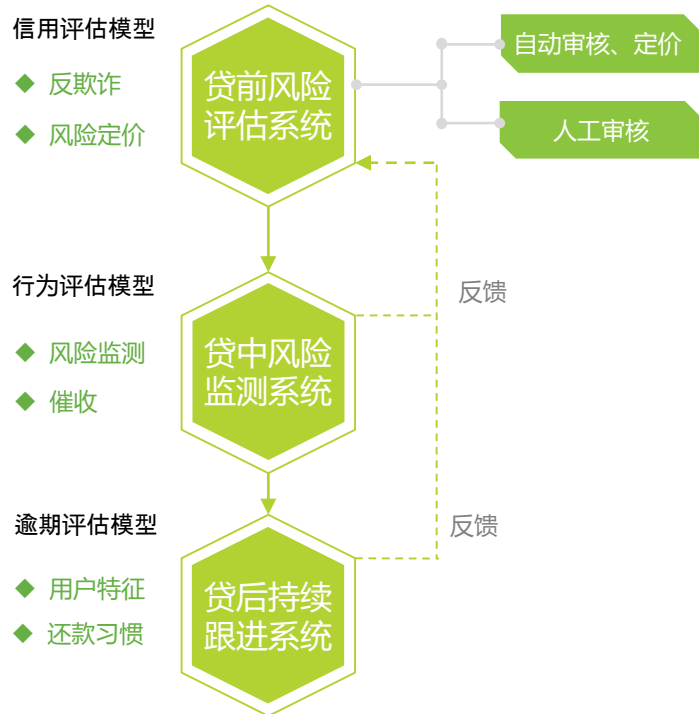 信用评估模型
反欺诈
风险定价
贷前风险
评估系统
自动审核、定价
人工审核
行为评估模型
风险监测
催收
贷中风险
监测系统
反馈
逾期评估模型
用户特征
还款习惯
贷后持续
跟进系统
反馈